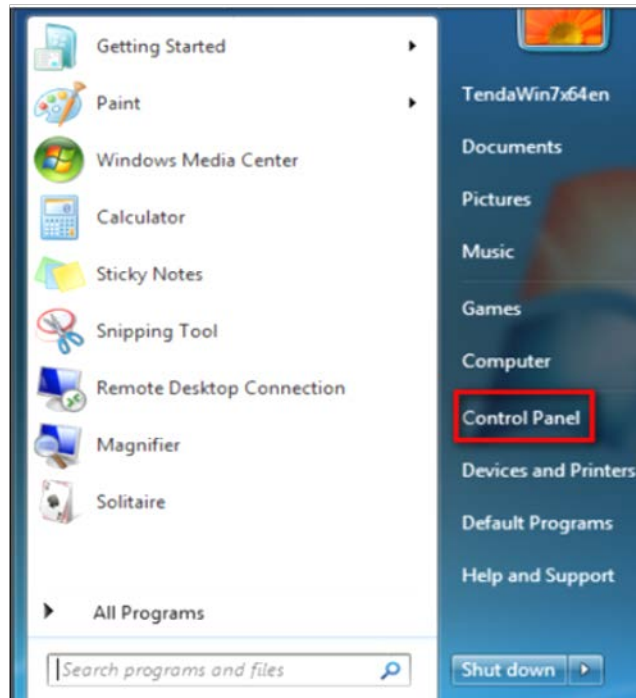 Getting Started
Paint
Windows Media Center
Calculator
Sticky Notes
Snipping Tool
Remote Desktop Connection
Magnifier
Solitaire
All Programs
Search programs and files
TendaWin7x64en
Documents
Pictures
Music
Games
Computer
Control Panel
Devices and Printers
Default Programs
Help and Support
Shut down